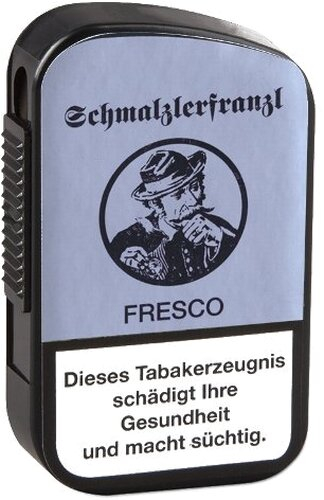 Schmalzlerfranzl
FRESCO
Dieses Tabakerzeugnis
schädigt Ihre
Gesundheit
und macht süchtig.